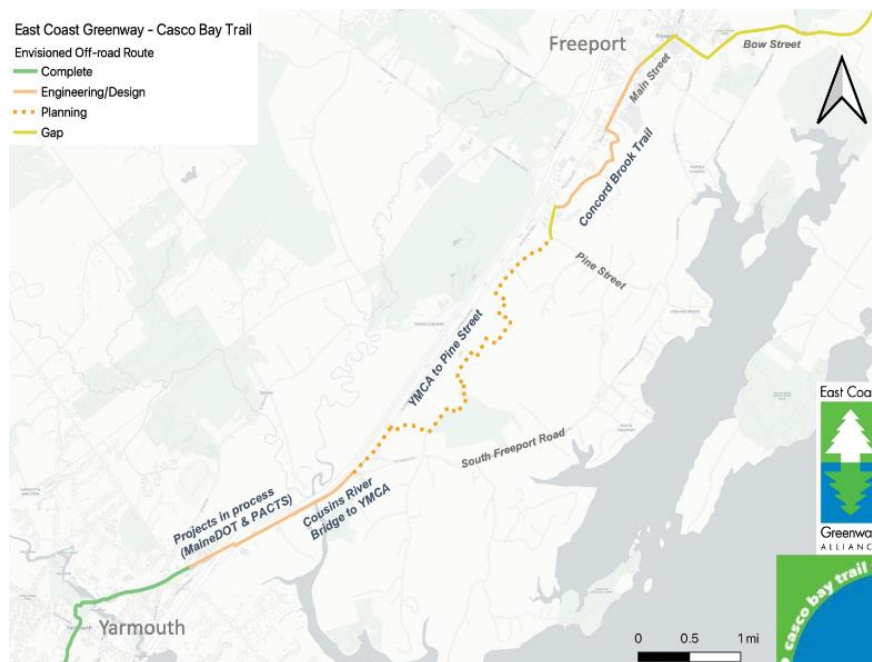 East Coast Greenway - Casco Bay Trail
Envisioned Off-road Route
Complete
Engineering/Design
Planning
Gap
Freeport
Bow Street
Main Street
Concord Brook Trail
Pine Street
YMCA to Pine Street
South Freeport Road
Projects in process
(MaineDOT & PACTS)
Cousins River
Bridge to YMCA
Yarmouth
East Coa
Greenwa
ALLIANC
casco bay trail
0 0.5 1 mi